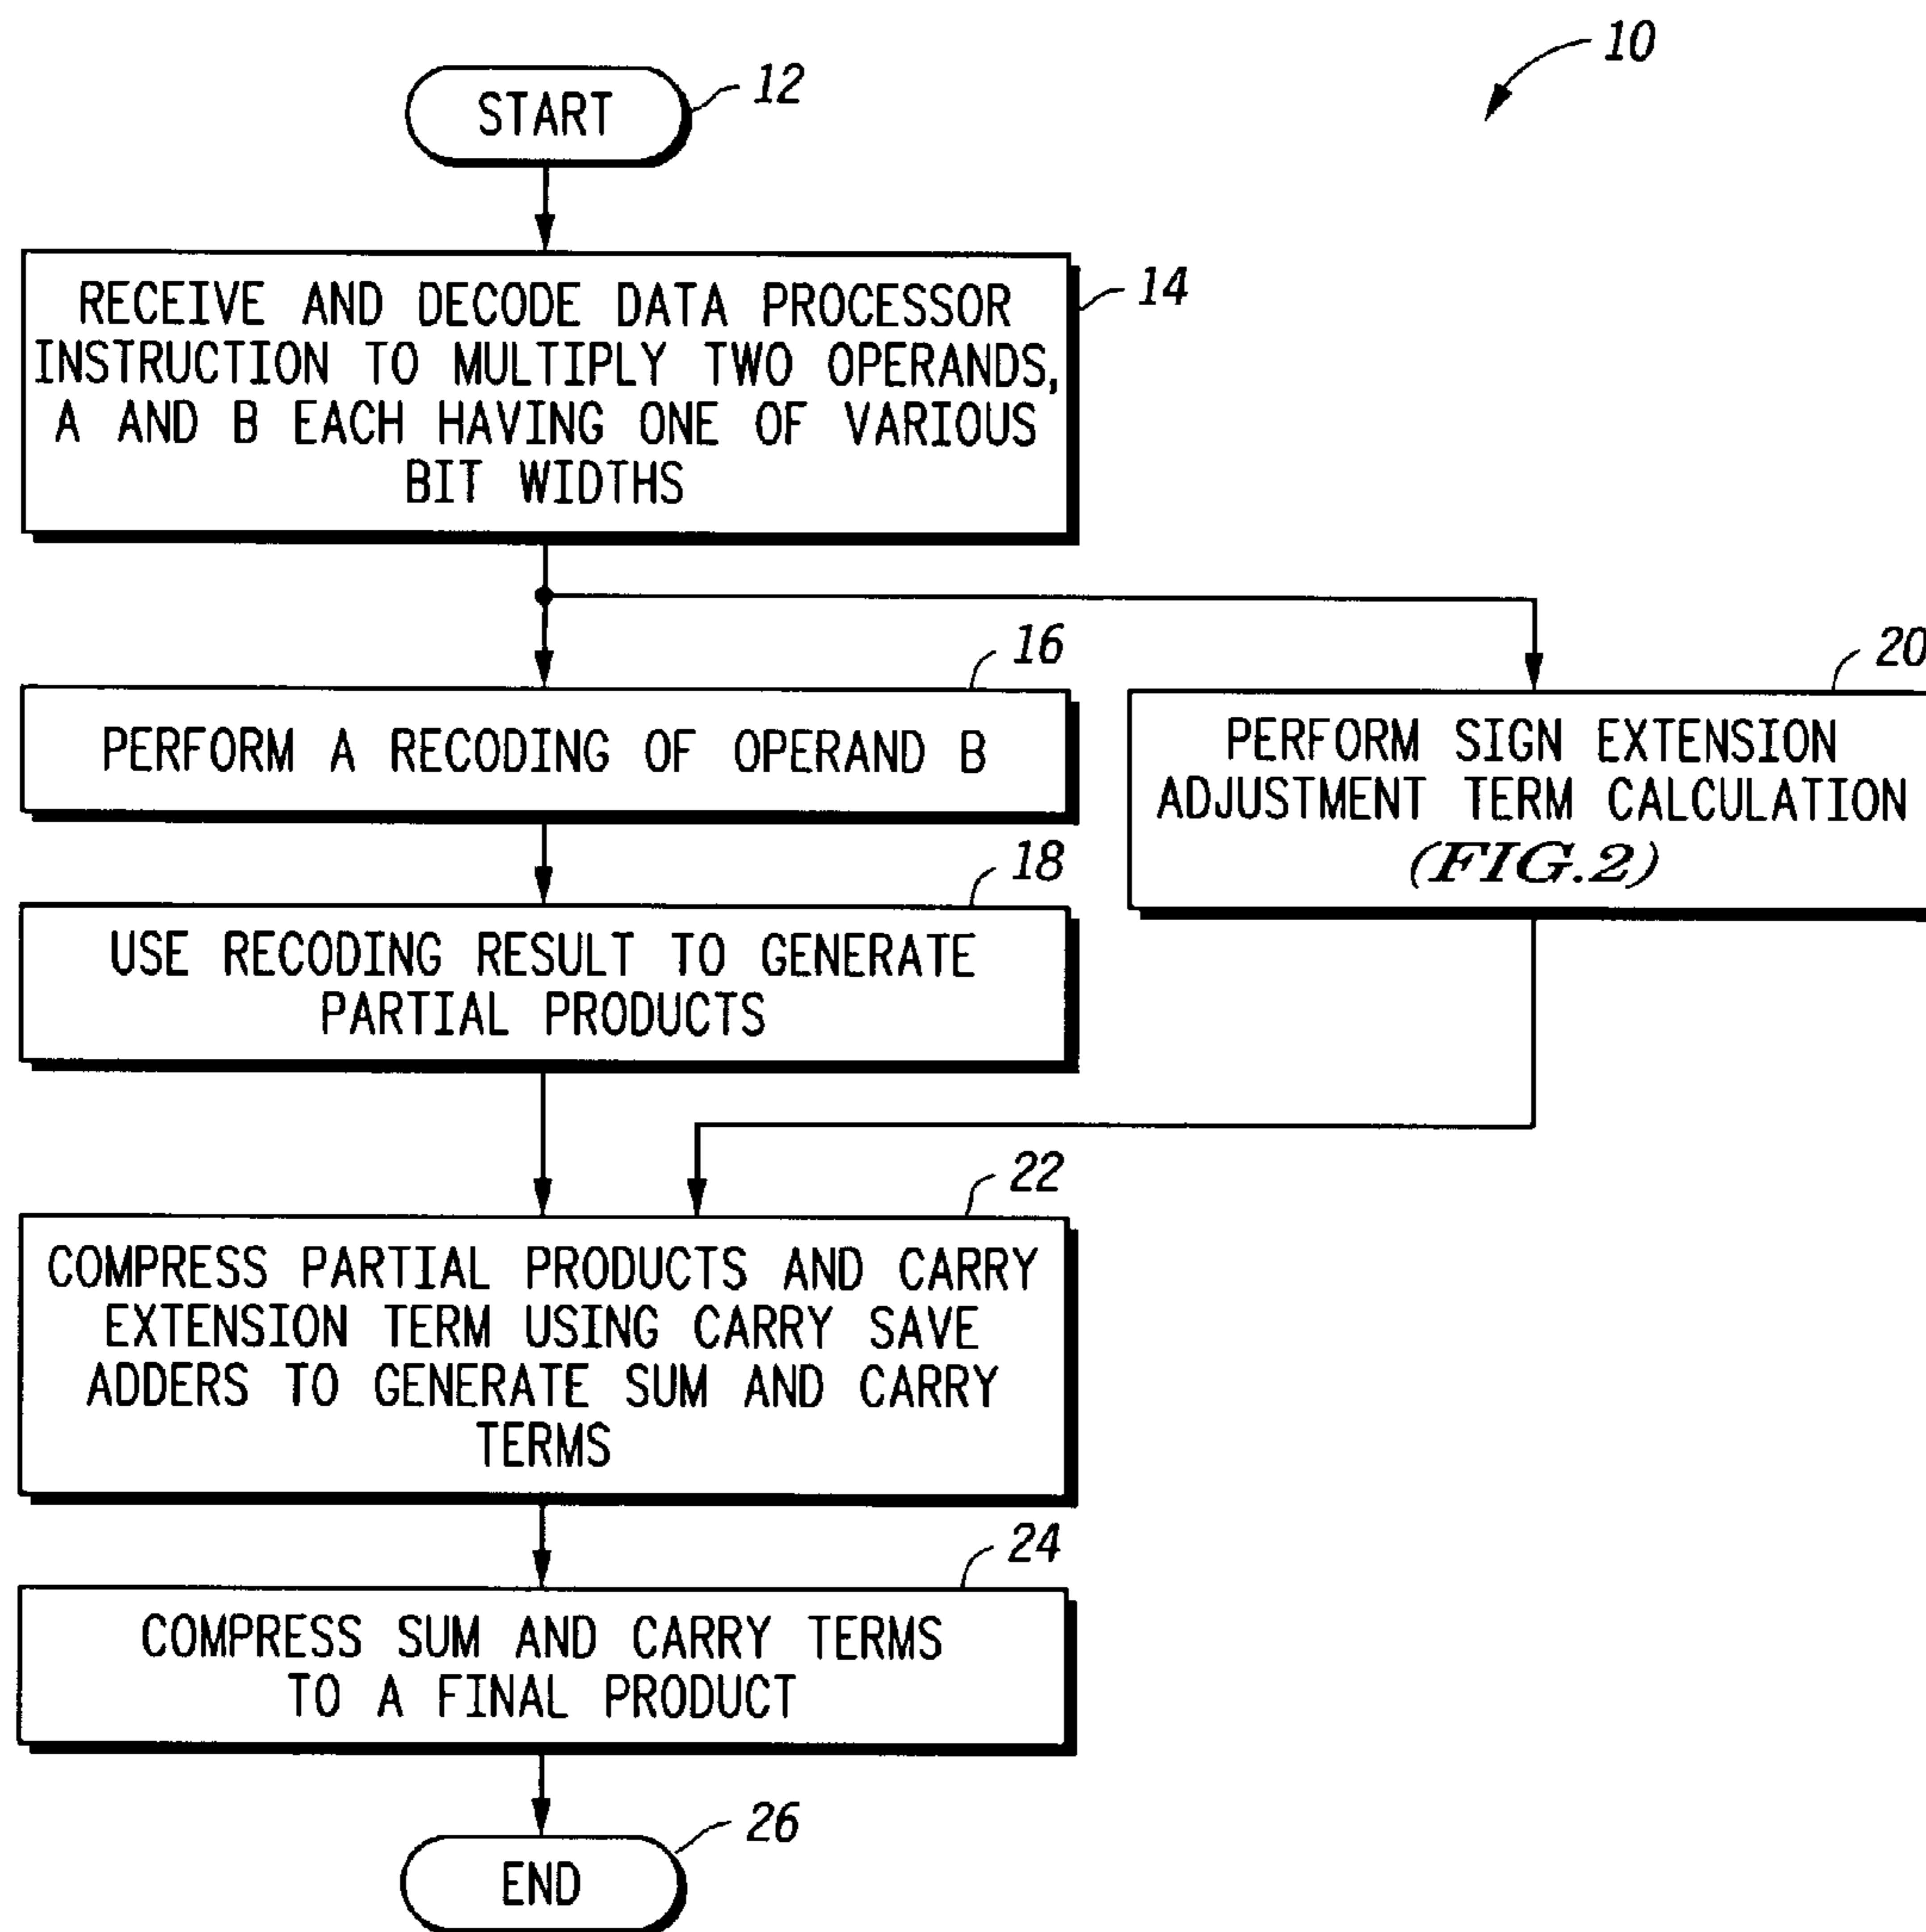 10
START
12
RECEIVE AND DECODE DATA PROCESSOR
INSTRUCTION TO MULTIPLY TWO OPERANDS,
A AND B EACH HAVING ONE OF VARIOUS
BIT WIDTHS
14
16
PERFORM A RECODING OF OPERAND B
20
PERFORM SIGN EXTENSION
ADJUSTMENT TERM CALCULATION
(FIG.2)
18
USE RECODING RESULT TO GENERATE
PARTIAL PRODUCTS
22
COMPRESS PARTIAL PRODUCTS AND CARRY
EXTENSION TERM USING CARRY SAVE
ADDERS TO GENERATE SUM AND CARRY
TERMS
24
COMPRESS SUM AND CARRY TERMS
TO A FINAL PRODUCT
26
END